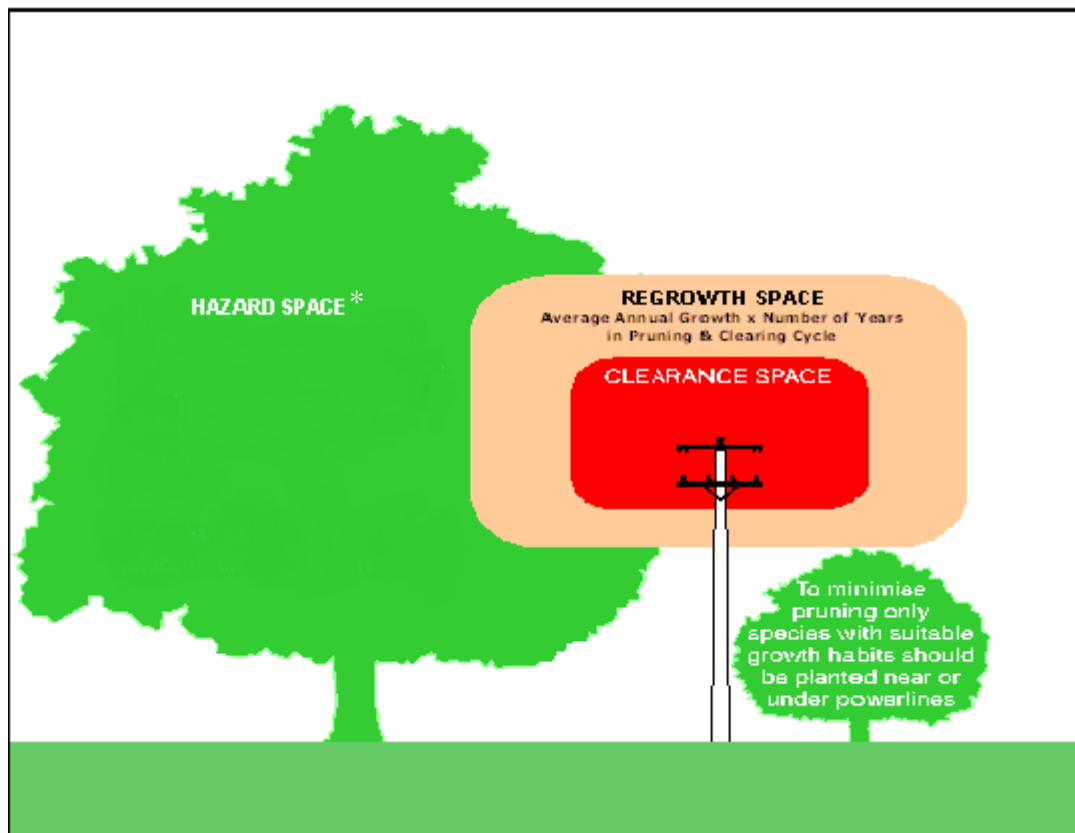 HAZARD SPACE*
REGROWTH SPACE
Average Annual Growth x Number of Years
in Pruning & Clearing Cycle
CLEARANCE SPACE
To minimise
pruning only
species with suitable
growth habits should
be planted near or
under powerlines